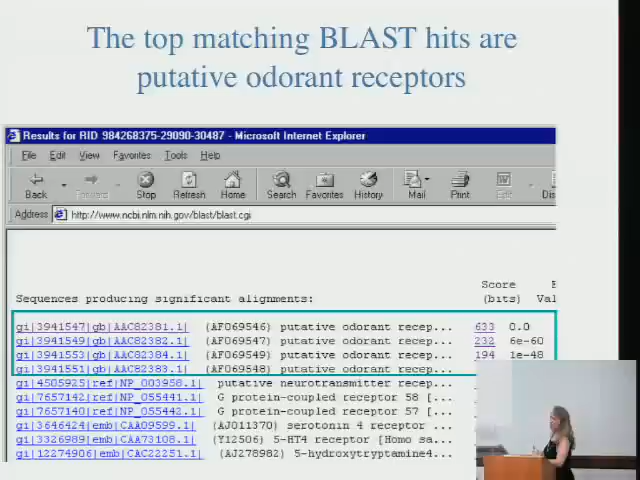 The top matching BLAST hits are
putative odorant receptors
Results for RID 984268375-29090-30487 - Microsoft Internet Explorer
File Edit View Favorites Tools Help
Back Forward Stop Refresh Home Search Favorites History Mail Print Edit
Address http://www.ncbi.nlm.nih.gov/blast/blast.cgi
Score
Sequences producing significant alignments: (bits) Val
gi|3941547|gb|AAC82381.1| (AF069546) putative odorant recep... 633 0.0
gi|3941549|gb|AAC82382.1| (AF069547) putative odorant recep... 232 6e-60
gi|3941553|gb|AAC82384.1| (AF069549) putative odorant recep... 194 1e-48
gi|3941551|gb|AAC82383.1| (AF069548) putative odorant recep...
gi|4505925|ref|NP_003958.1| putative neurotransmitter recep...
gi|7657142|ref|NP_055441.1| G protein-coupled receptor 58 [...
gi|7657140|ref|NP_055442.1| G protein-coupled receptor 57 [...
gi|3646424|emb|CAA09599.1| (AJ011370) serotonin 4 receptor ...
gi|3326989|emb|CAA73108.1| (Y12506) 5-HT4 receptor [Homo sa...
gi|12274906|emb|CAC22251.1| (AJ278982) 5-hydroxytryptamine4...